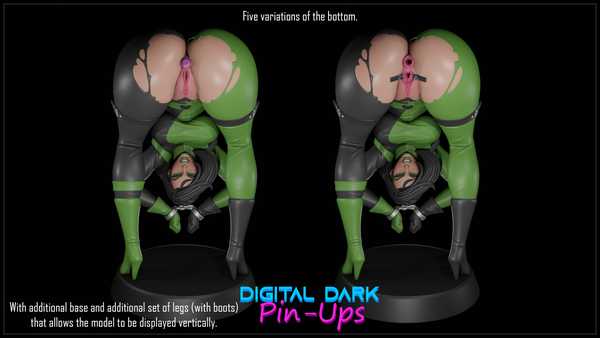 Five variations of the bottom.
With additional base and additional set of legs (with boots)
that allows the model to be displayed vertically.
DIGITAL DARK
Pin-Ups